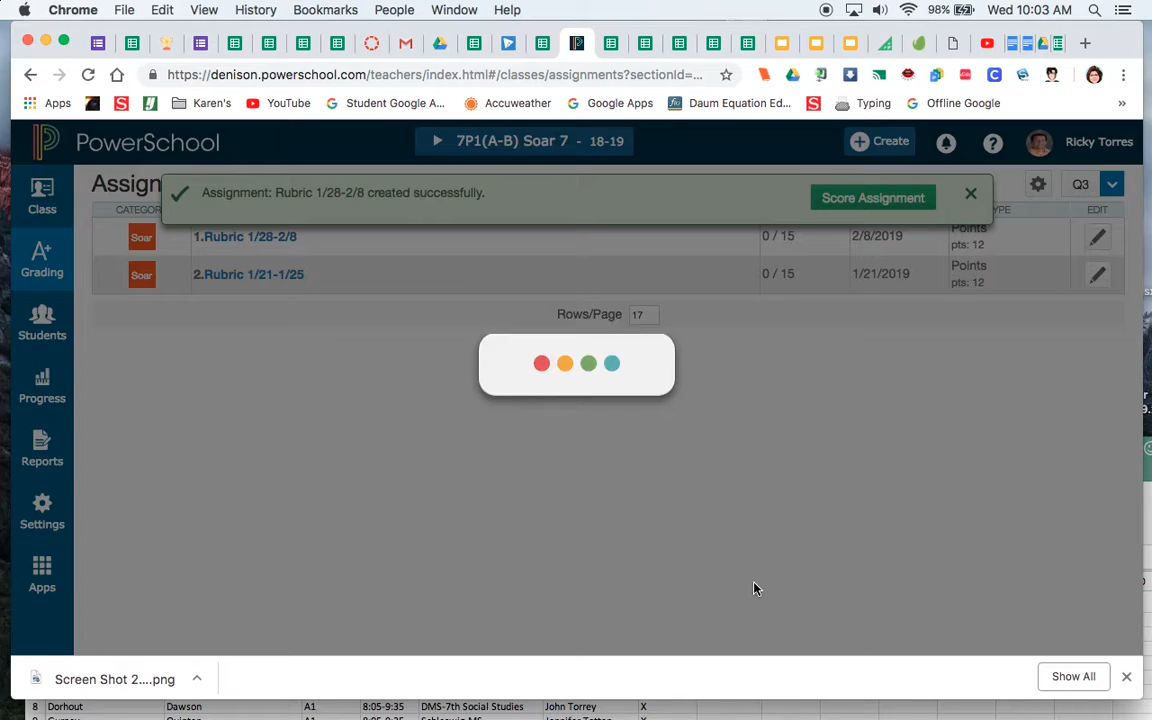 Chrome File Edit View History Bookmarks People Window Help 98% Wed 10:03 AM
https://denison.powerschool.com/teachers/index.html#/classes/assignments?sectionId=...
Apps Karen's YouTube Student Google A... Accuweather Google Apps Daum Equation Ed... Typing Offline Google »
PowerSchool 7P1(A-B) Soar 7 - 18-19 Create Ricky Torres
Class
Grading
Students
Progress
Reports
Settings
Apps
Assign
Assignment: Rubric 1/28-2/8 created successfully. Score Assignment
Q3
CATEGOR YPE EDIT
Soar 1.Rubric 1/28-2/8 0 / 15 2/8/2019 Points
pts: 12
Soar 2.Rubric 1/21-1/25 0 / 15 1/21/2019 Points
pts: 12
Rows/Page 17
Screen Shot 2....png Show All
8 Dorhout Dawson A1 8:05-9:35 DMS-7th Social Studies John Torrey X